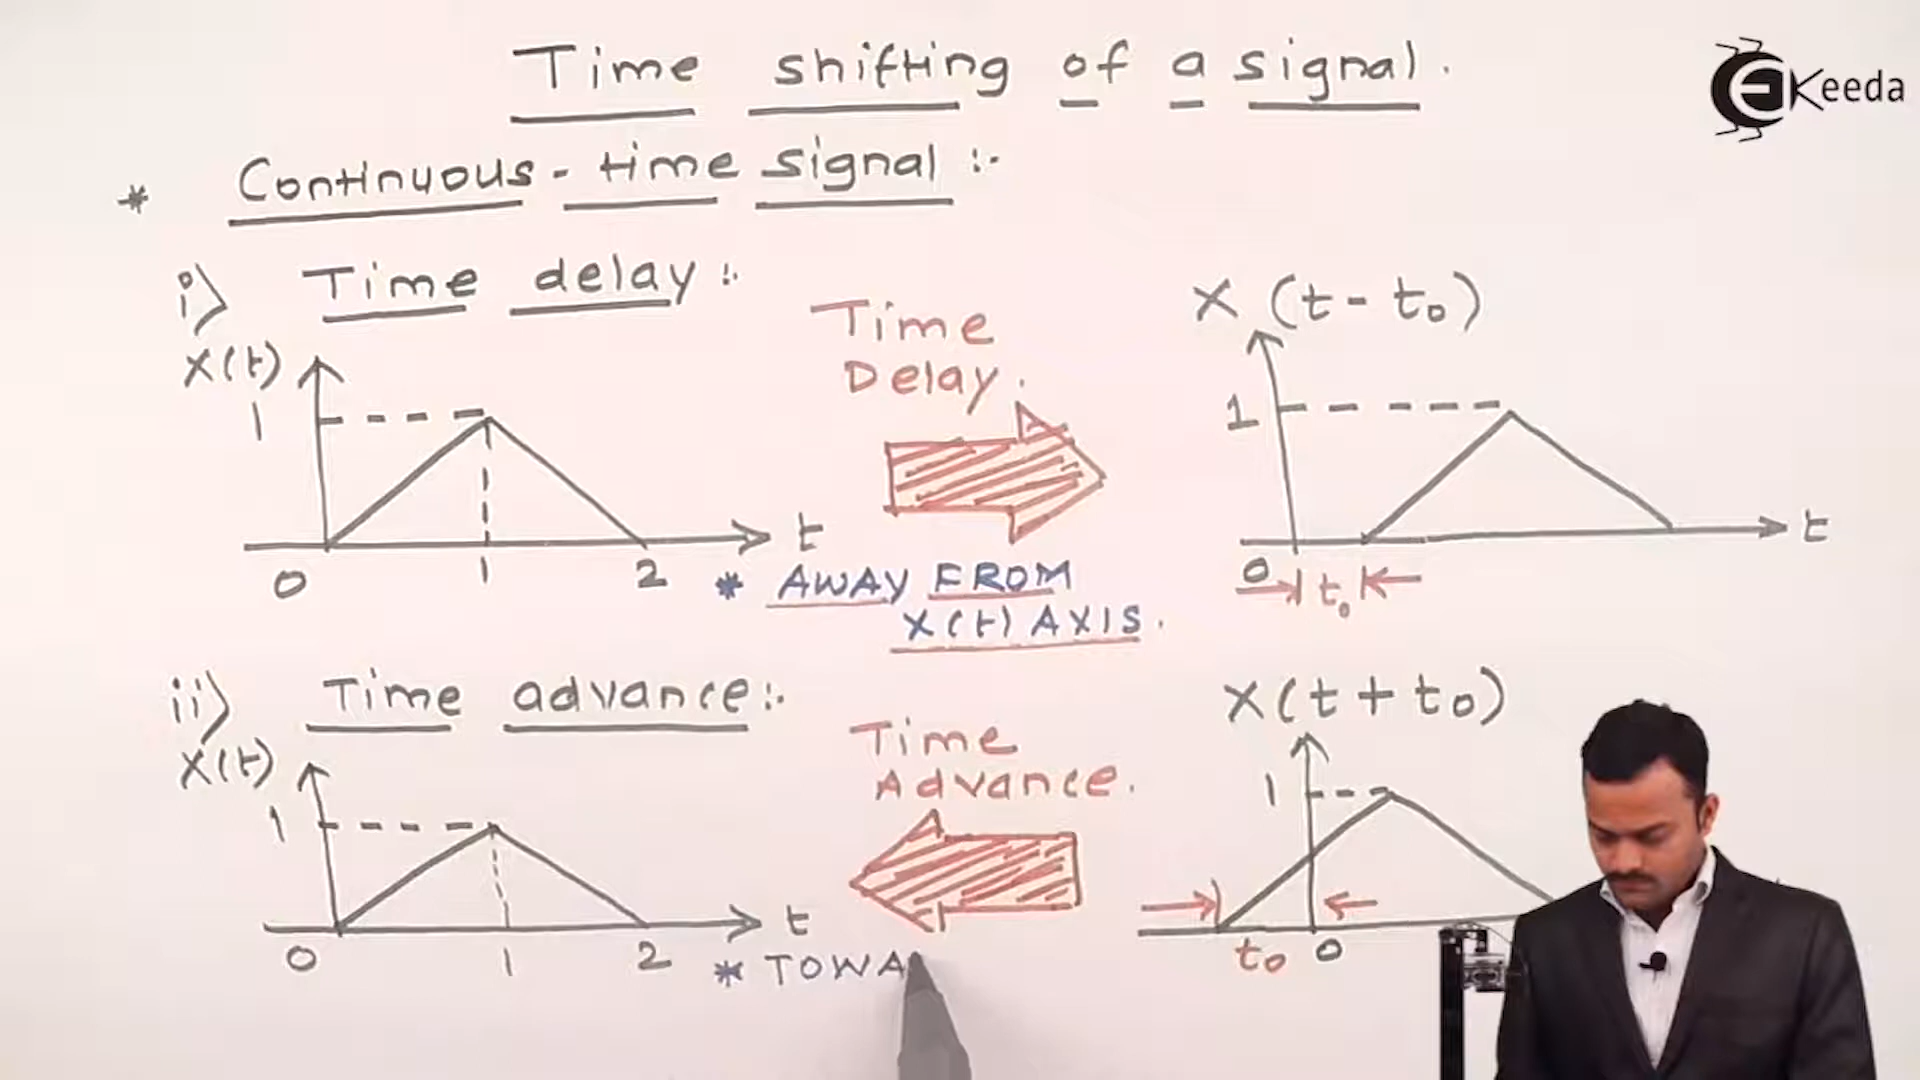 Time shifting of a signal.
EKeeda
* Continuous-time signal :-
i) Time delay :-
X(t)
1
0 1 2
t
Time
Delay.
* AWAY FROM
X(t) AXIS.
X (t - t0)
1
0 t0
t
ii) Time advance :-
X(t)
1
0 1 2
t
Time
Advance.
* TOWA
X(t + t0)
1
t0 0